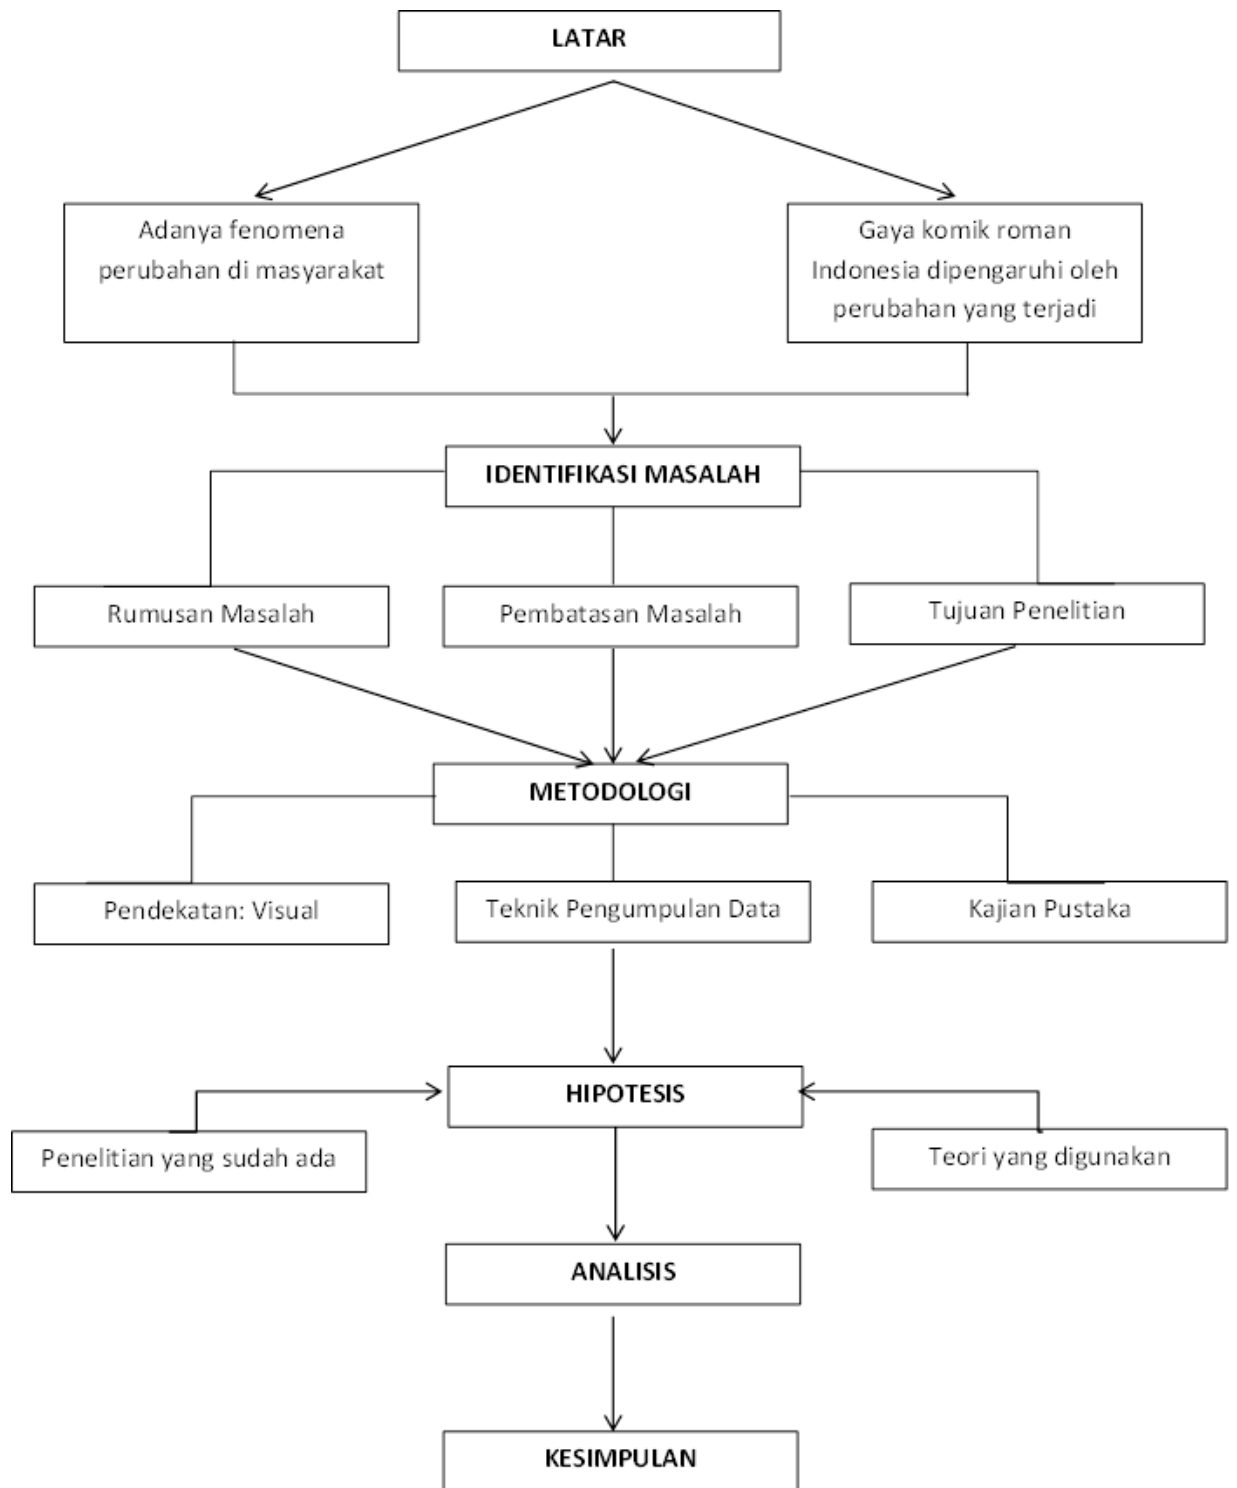 LATAR
Adanya fenomena
perubahan di masyarakat
Gaya komik roman
Indonesia dipengaruhi oleh
perubahan yang terjadi
IDENTIFIKASI MASALAH
Rumusan Masalah
Pembatasan Masalah
Tujuan Penelitian
METODOLOGI
Pendekatan: Visual
Teknik Pengumpulan Data
Kajian Pustaka
HIPOTESIS
Penelitian yang sudah ada
Teori yang digunakan
ANALISIS
KESIMPULAN